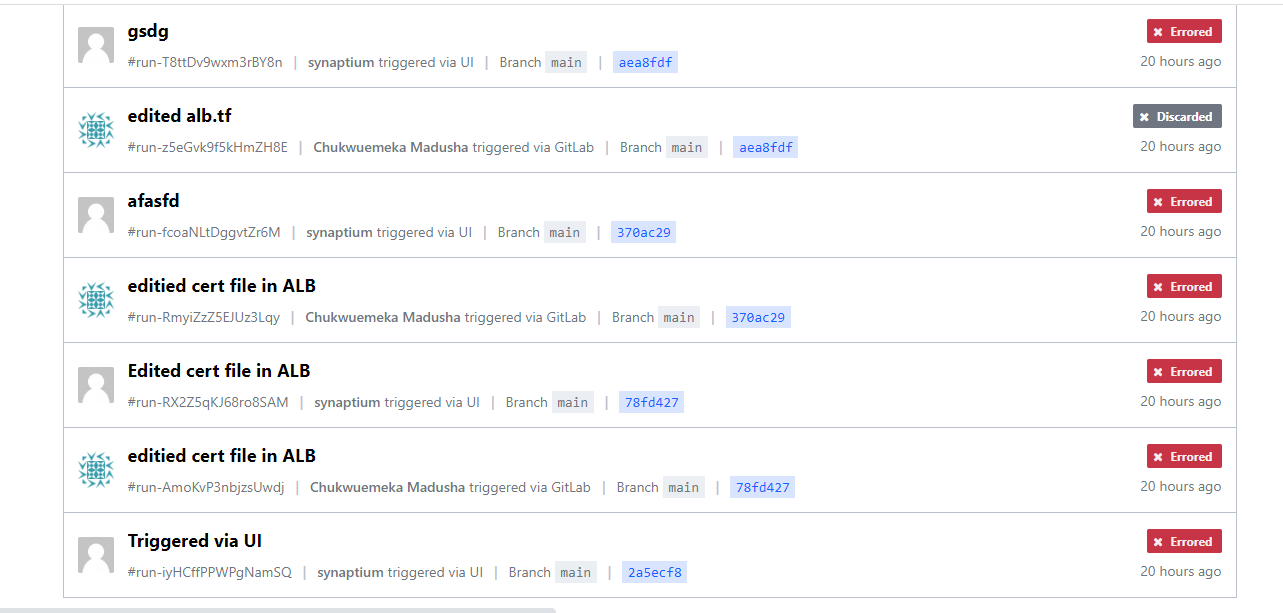 gsdg
Errored
#run-T8ttDv9wxm3rBY8n | synaptium triggered via UI | Branch main | aea8fdf
20 hours ago
edited alb.tf
Discarded
#run-z5eGvk9f5kHmZH8E | Chukwuemeka Madusha triggered via GitLab | Branch main | aea8fdf
20 hours ago
afasfd
Errored
#run-fcoaNLtDggvtZr6M | synaptium triggered via UI | Branch main | 370ac29
20 hours ago
editied cert file in ALB
Errored
#run-RmyiZzZ5EJUz3Lqy | Chukwuemeka Madusha triggered via GitLab | Branch main | 370ac29
20 hours ago
Edited cert file in ALB
Errored
#run-RX2Z5qKJ68ro8SAM | synaptium triggered via UI | Branch main | 78fd427
20 hours ago
editied cert file in ALB
Errored
#run-AmoKvP3nbjzsUwdj | Chukwuemeka Madusha triggered via GitLab | Branch main | 78fd427
20 hours ago
Triggered via UI
Errored
#run-iyHCffPPWPgNamSQ | synaptium triggered via UI | Branch main | 2a5ecf8
20 hours ago